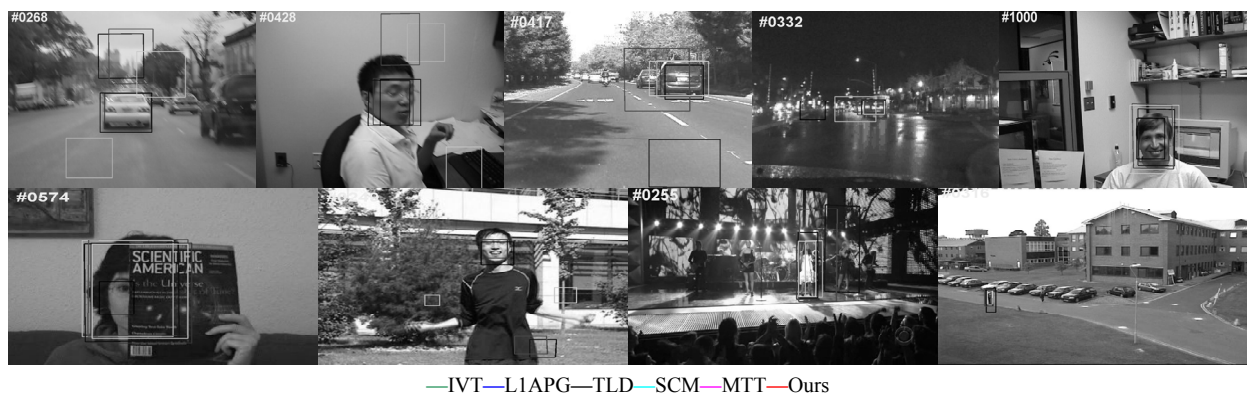 #0268 #0428 #0417 #0332 #1000
#0574 #0255
SCIENTIFIC
AMERICAN
—IVT—L1APG—TLD—SCM—MTT—Ours